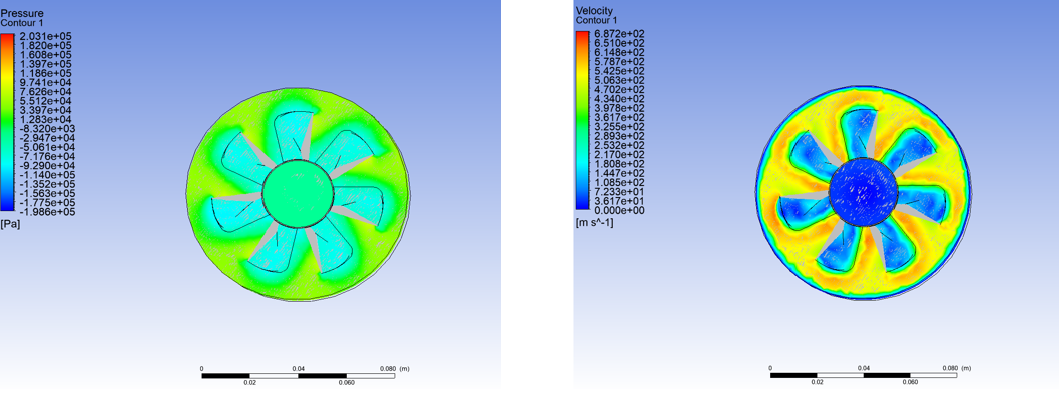 Pressure
Contour 1
2.031e+05
1.820e+05
1.608e+05
1.397e+05
1.186e+05
9.741e+04
7.626e+04
5.512e+04
3.397e+04
1.283e+04
-8.320e+03
-2.947e+04
-5.061e+04
-7.176e+04
-9.290e+04
-1.140e+05
-1.352e+05
-1.563e+05
-1.775e+05
-1.986e+05
[Pa]
0 0.04 0.080 (m)
0.02 0.060
Velocity
Contour 1
6.872e+02
6.510e+02
6.148e+02
5.787e+02
5.425e+02
5.063e+02
4.702e+02
4.340e+02
3.978e+02
3.617e+02
3.255e+02
2.893e+02
2.532e+02
2.170e+02
1.808e+02
1.447e+02
1.085e+02
7.233e+01
3.617e+01
0.000e+00
[m s^-1]
0 0.04 0.080 (m)
0.02 0.060